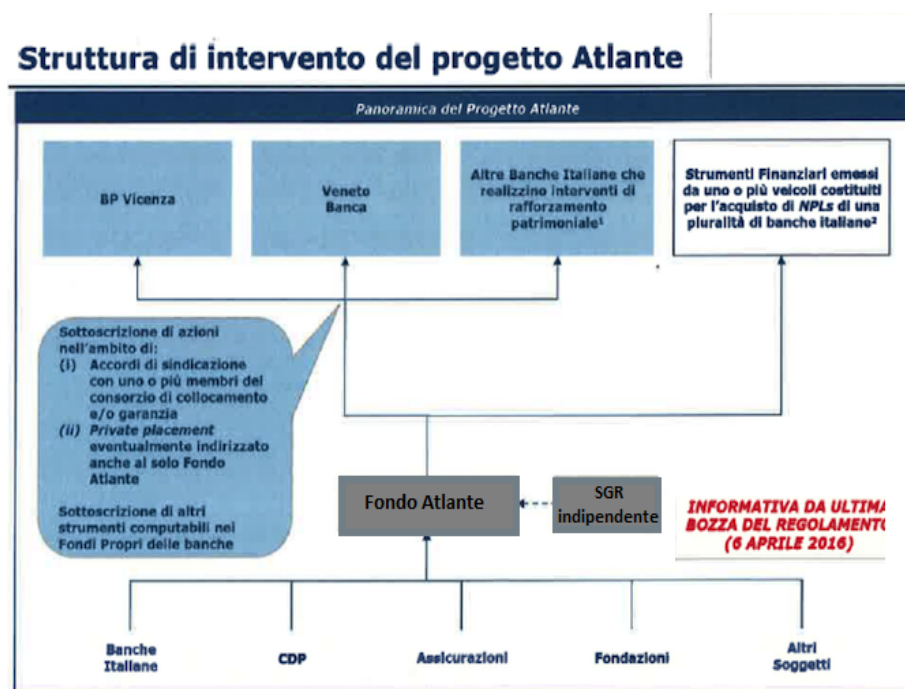 Struttura di intervento del progetto Atlante
Panoramica del Progetto Atlante
BP Vicenza
Veneto
Banca
Altre Banche Italiane che
realizzino interventi di
rafforzamento
patrimoniale¹
Strumenti Finanziari emessi
da uno o più veicoli costituiti
per l'acquisto di NPLs di una
pluralità di banche italiane²
Sottoscrizione di azioni
nell'ambito di:
(i) Accordi di sindicazione
con uno o più membri del
consorzio di collocamento
e/o garanzia
(ii) Private placement
eventualmente indirizzato
anche al solo Fondo
Atlante
Sottoscrizione di altri
strumenti computabili nei
Fondi Propri delle banche
Fondo Atlante
SGR
indipendente
INFORMATIVA DA ULTIMA
BOZZA DEL REGOLAMENTO
(6 APRILE 2016)
Banche
Italiane
CDP
Assicurazioni
Fondazioni
Altri
Soggetti